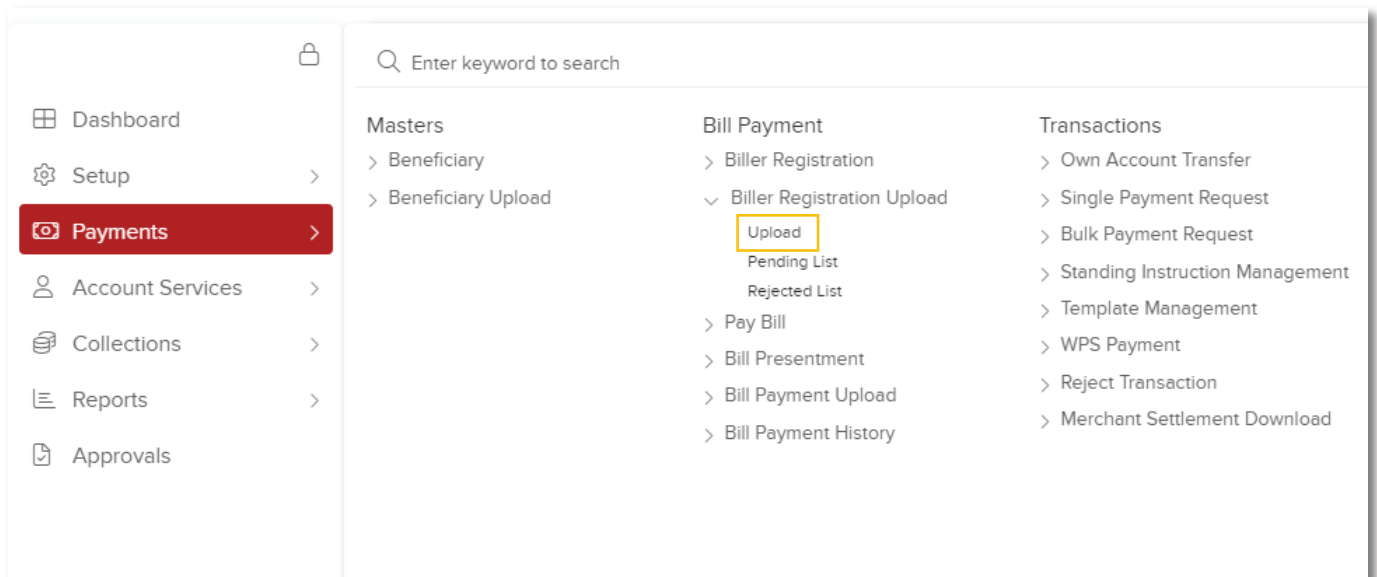 Enter keyword to search
Dashboard
Setup
Payments
Account Services
Collections
Reports
Approvals
Masters
Beneficiary
Beneficiary Upload
Bill Payment
Biller Registration
Biller Registration Upload
Upload
Pending List
Rejected List
Pay Bill
Bill Presentment
Bill Payment Upload
Bill Payment History
Transactions
Own Account Transfer
Single Payment Request
Bulk Payment Request
Standing Instruction Management
Template Management
WPS Payment
Reject Transaction
Merchant Settlement Download